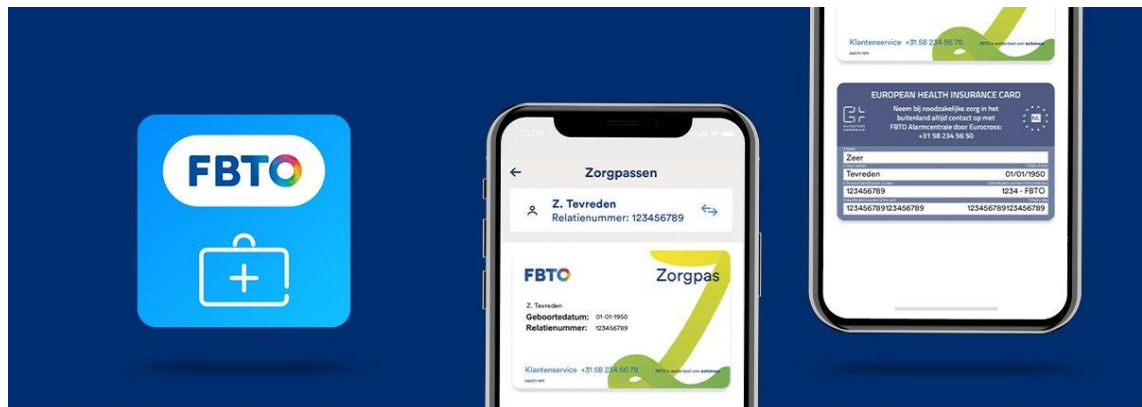 FBTO
10:00
Zorgpassen
Z. Tevreden
Relatienummer: 123456789
FBTO
Zorgpas
Z. Tevreden
Geboortedatum: 01-01-1950
Relatienummer: 123456789
Klantenservice +31 58 234 56 78
Klantenservice +31 58 234 56 78
EUROPEAN HEALTH INSURANCE CARD
Neem bij noodzakelijke zorg in het
buitenland altijd contact op met
FBTO Alarmcentrale door Eurocross:
+31 58 234 56 50
NL
Zeer
Tevreden 01/01/1950
123456789 1234 - FBTO
123456789123456789 123456789123456789